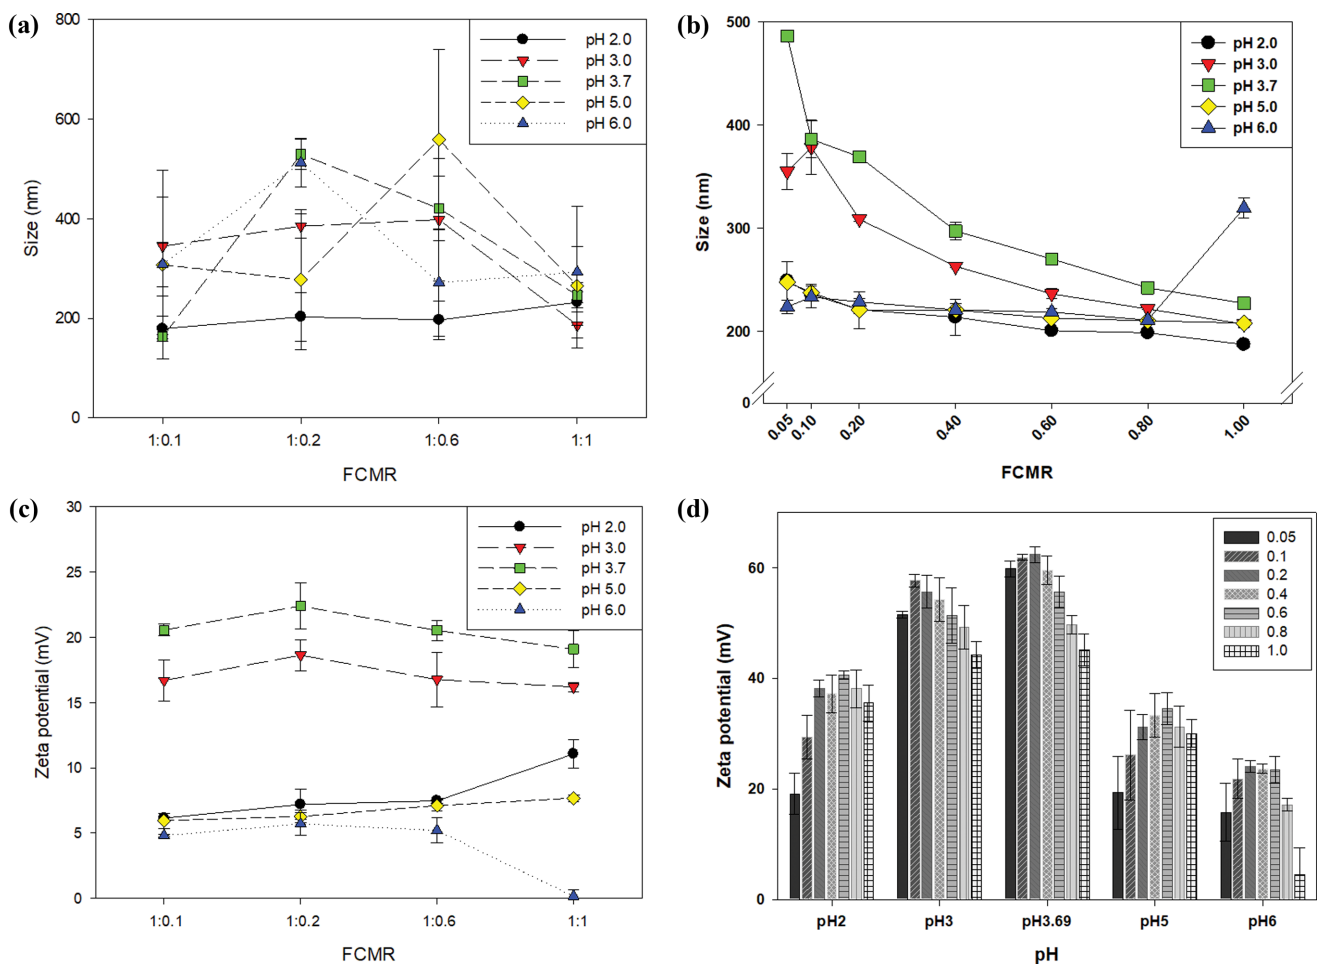 (a)
800
600
400
200
0
Size (nm)
1:0.1 1:0.2 1:0.6 1:1
FCMR
pH 2.0
pH 3.0
pH 3.7
pH 5.0
pH 6.0
(b)
500
400
300
200
0
Size (nm)
0.05 0.10 0.20 0.40 0.60 0.80 1.00
FCMR
pH 2.0
pH 3.0
pH 3.7
pH 5.0
pH 6.0
(c)
30
25
20
15
10
5
0
Zeta potential (mV)
1:0.1 1:0.2 1:0.6 1:1
FCMR
pH 2.0
pH 3.0
pH 3.7
pH 5.0
pH 6.0
(d)
60
40
20
0
Zeta potential (mV)
pH2 pH3 pH3.69 pH5 pH6
pH
0.05
0.1
0.2
0.4
0.6
0.8
1.0